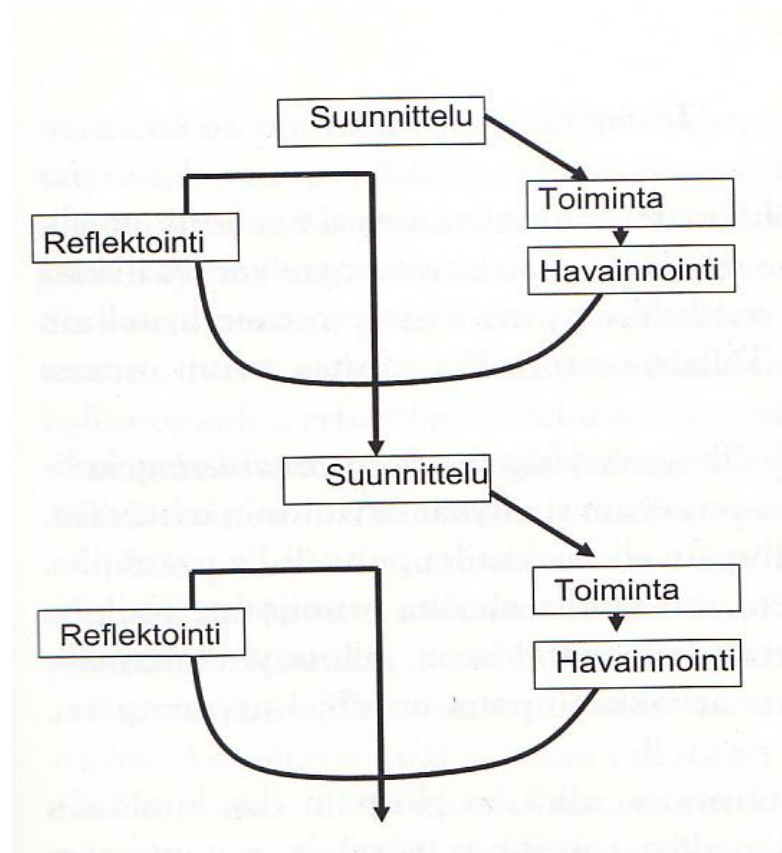 Suunnittelu
Toiminta
Reflektointi
Havainnointi
Suunnittelu
Toiminta
Reflektointi
Havainnointi